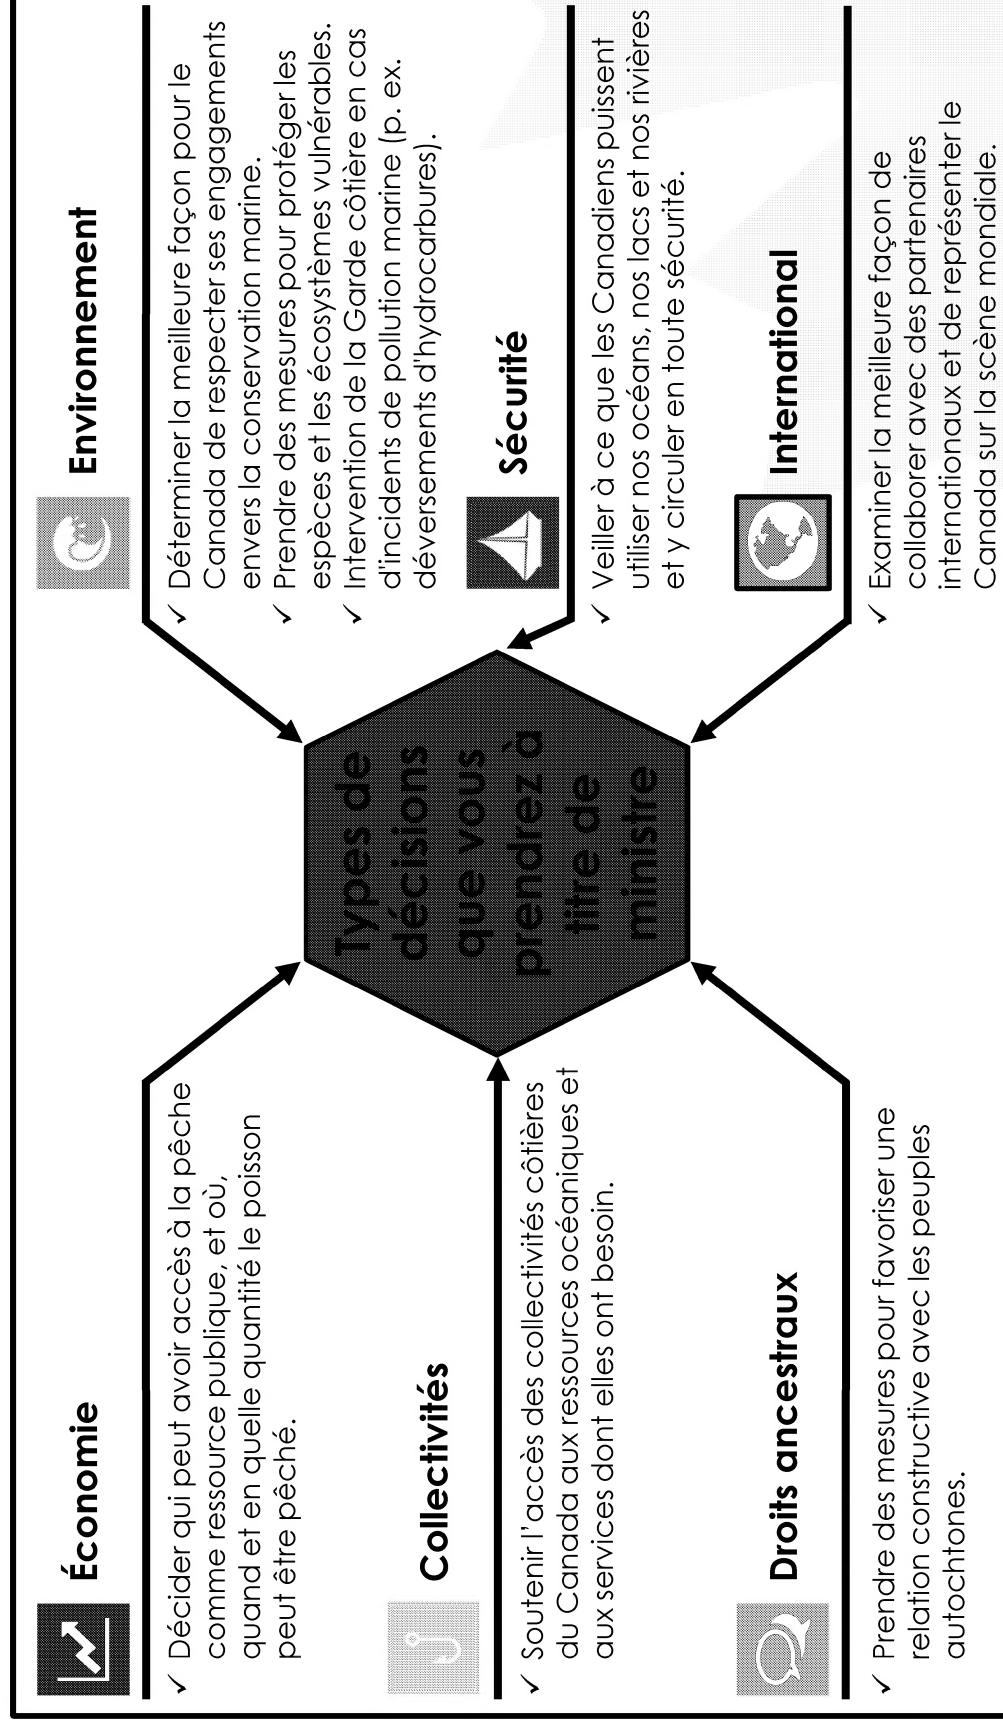 Économie
✓ Décider qui peut avoir accès à la pêche
comme ressource publique, et où,
quand et en quelle quantité le poisson
peut être pêché.
Collectivités
✓ Soutenir l'accès des collectivités côtières
du Canada aux ressources océaniques et
aux services dont elles ont besoin.
Droits ancestraux
✓ Prendre des mesures pour favoriser une
relation constructive avec les peuples
autochtones.
Types de
décisions
que vous
prendrez à
titre de
ministre
Environnement
✓ Déterminer la meilleure façon pour le
Canada de respecter ses engagements
envers la conservation marine.
✓ Prendre des mesures pour protéger les
espèces et les écosystèmes vulnérables.
✓ Intervention de la Garde côtière en cas
d'incidents de pollution marine (p. ex.
déversements d'hydrocarbures).
Sécurité
✓ Veiller à ce que les Canadiens puissent
utiliser nos océans, nos lacs et nos rivières
et y circuler en toute sécurité.
International
✓ Examiner la meilleure façon de
collaborer avec des partenaires
internationaux et de représenter le
Canada sur la scène mondiale.